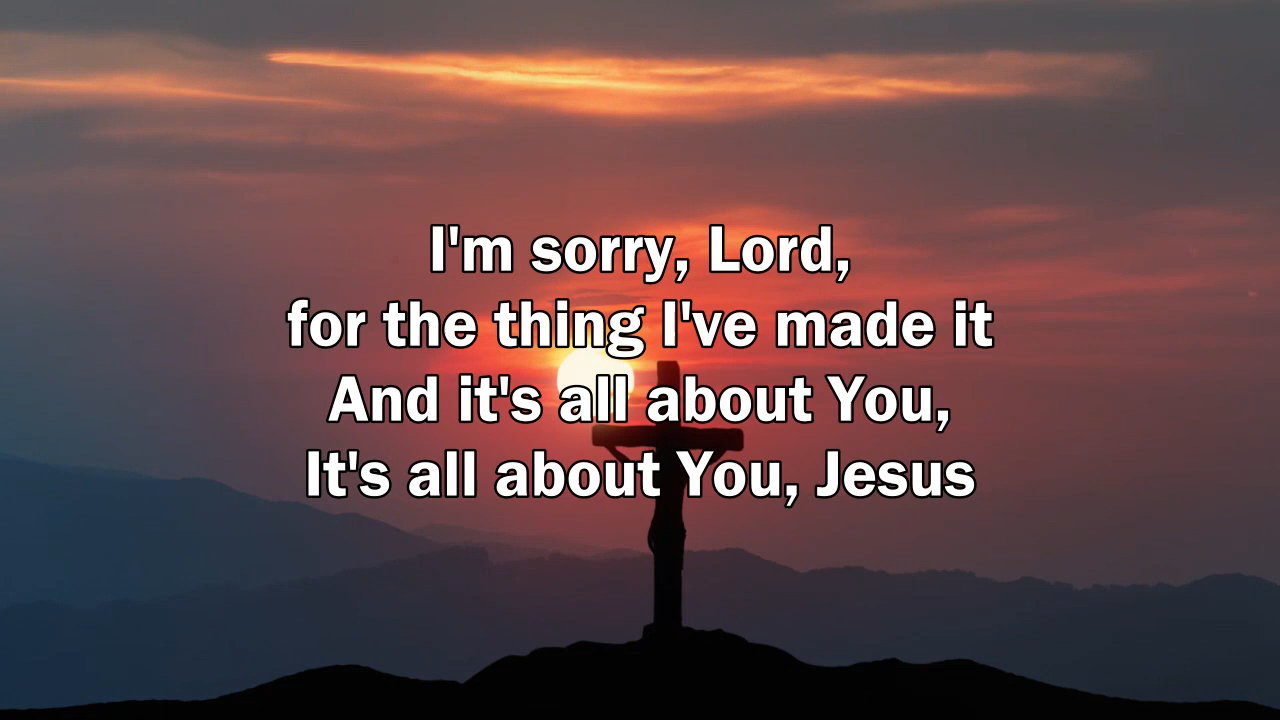 I'm sorry, Lord,
for the thing I've made it
And it's all about You,
It's all about You, Jesus